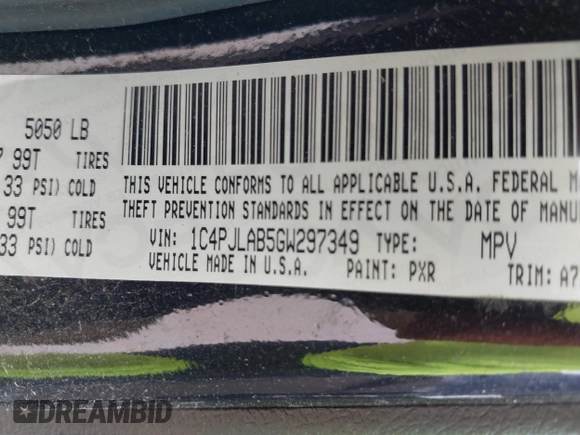 5050 LB
99T TIRES
33 PSI) COLD
99T TIRES
33 PSI) COLD
THIS VEHICLE CONFORMS TO ALL APPLICABLE U.S.A. FEDERAL M
THEFT PREVENTION STANDARDS IN EFFECT ON THE DATE OF MANU
VIN: 1C4PJLAB5GW297349 TYPE: MPV
VEHICLE MADE IN U.S.A. PAINT: PXR TRIM: A7
DREAMBID